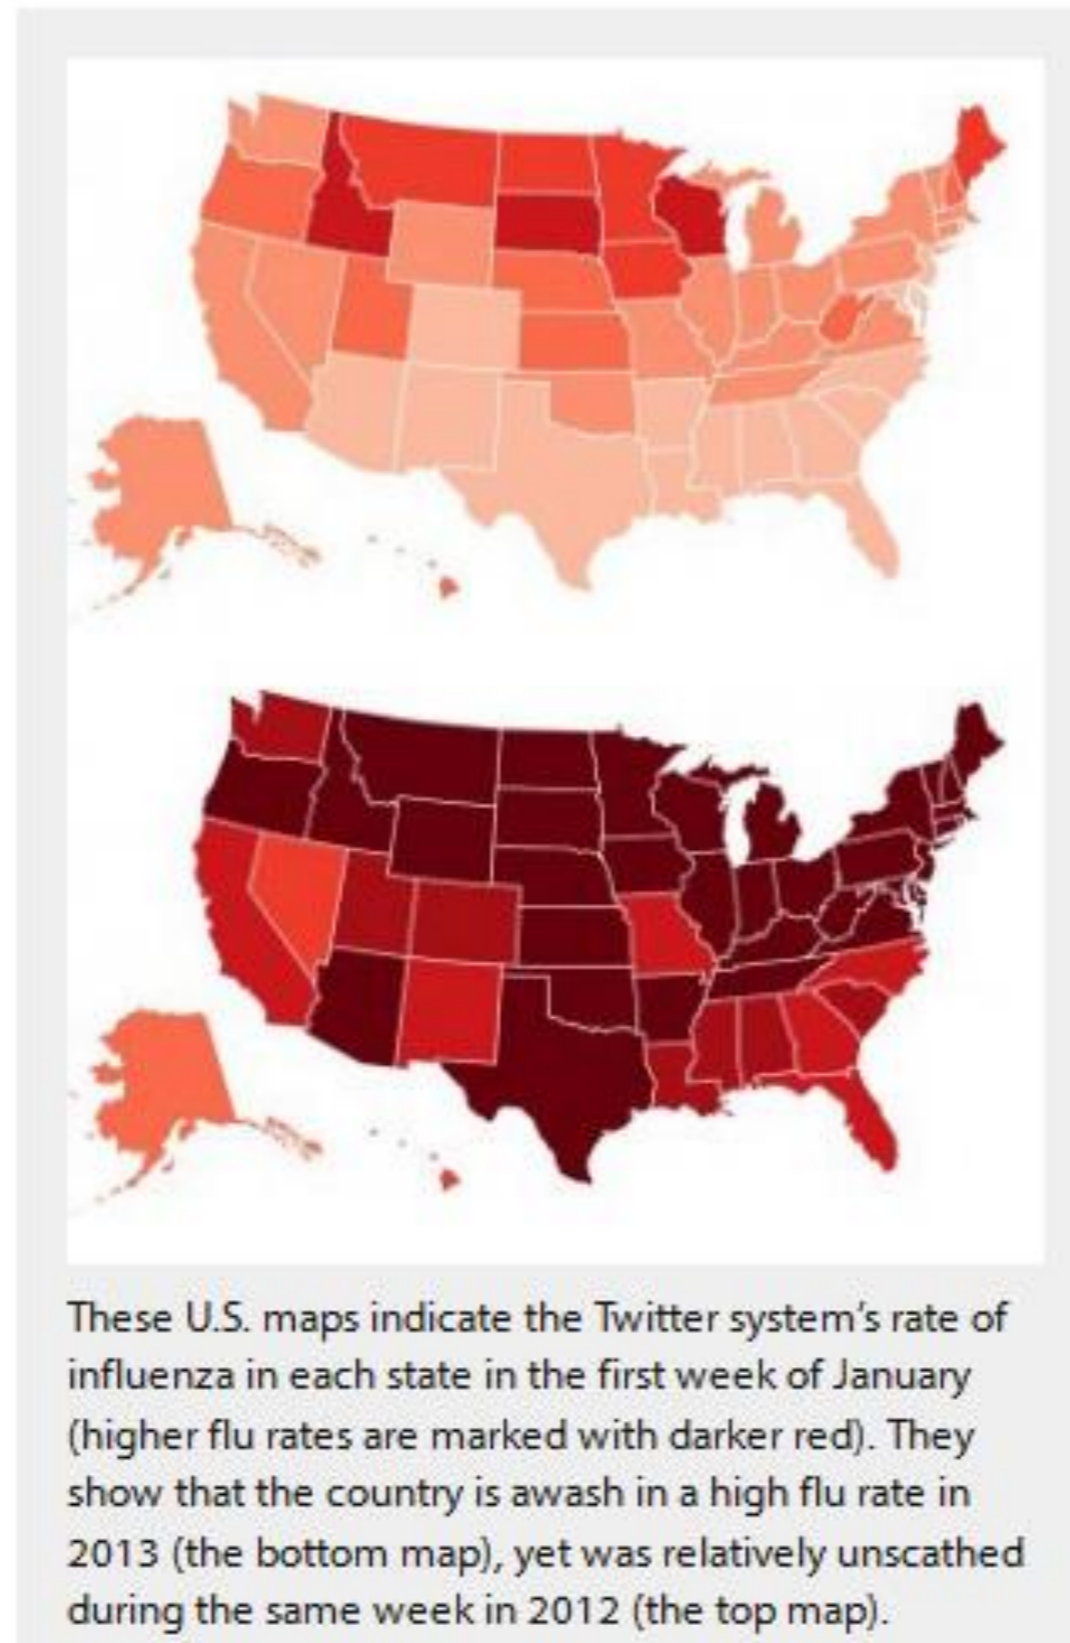 These U.S. maps indicate the Twitter system's rate of
influenza in each state in the first week of January
(higher flu rates are marked with darker red). They
show that the country is awash in a high flu rate in
2013 (the bottom map), yet was relatively unscathed
during the same week in 2012 (the top map).